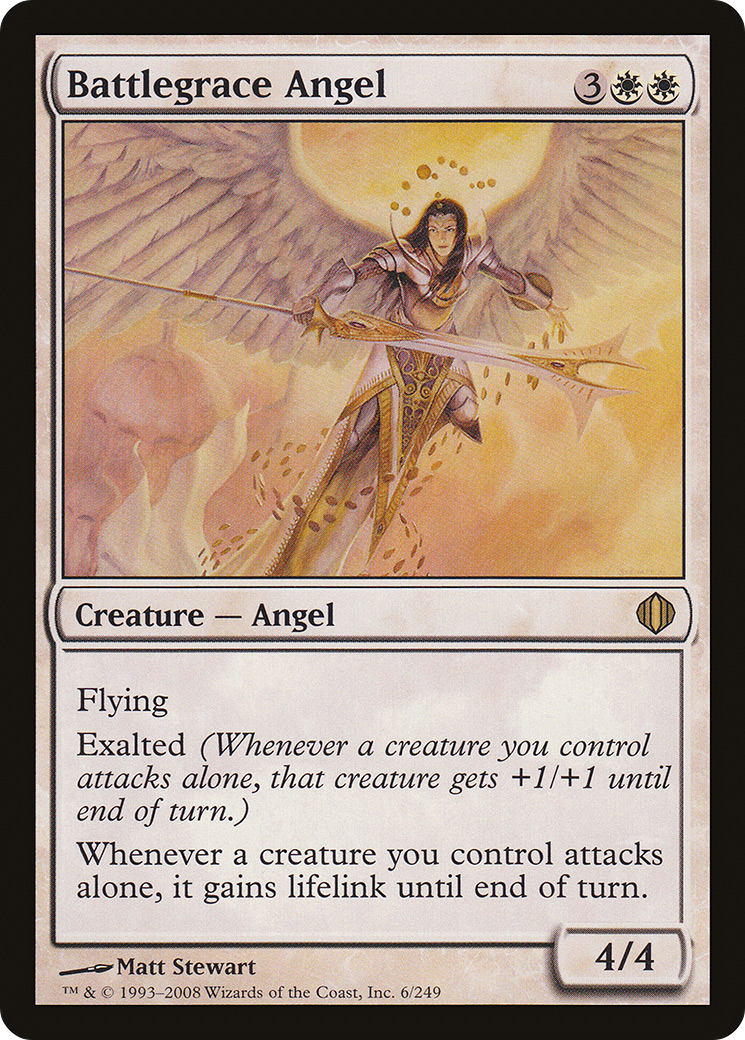 Battlegrace Angel 3
Creature — Angel
Flying
Exalted (Whenever a creature you control
attacks alone, that creature gets +1/+1 until
end of turn.)
Whenever a creature you control attacks
alone, it gains lifelink until end of turn.
4/4
Matt Stewart
™ & © 1993–2008 Wizards of the Coast, Inc. 6/249